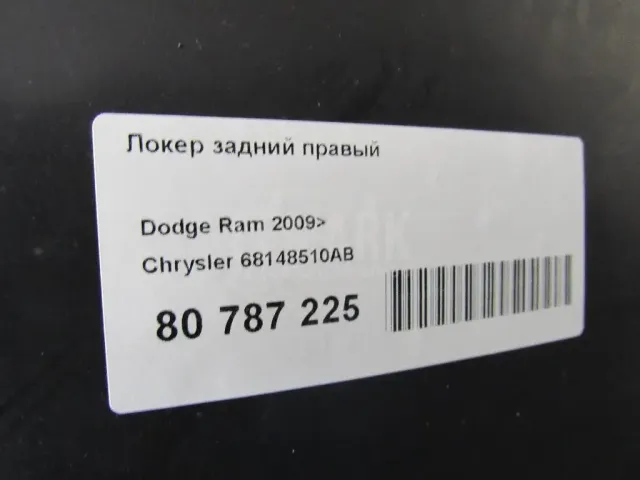 Локер задний правый
Dodge Ram 2009>
Chrysler 68148510AB
80 787 225